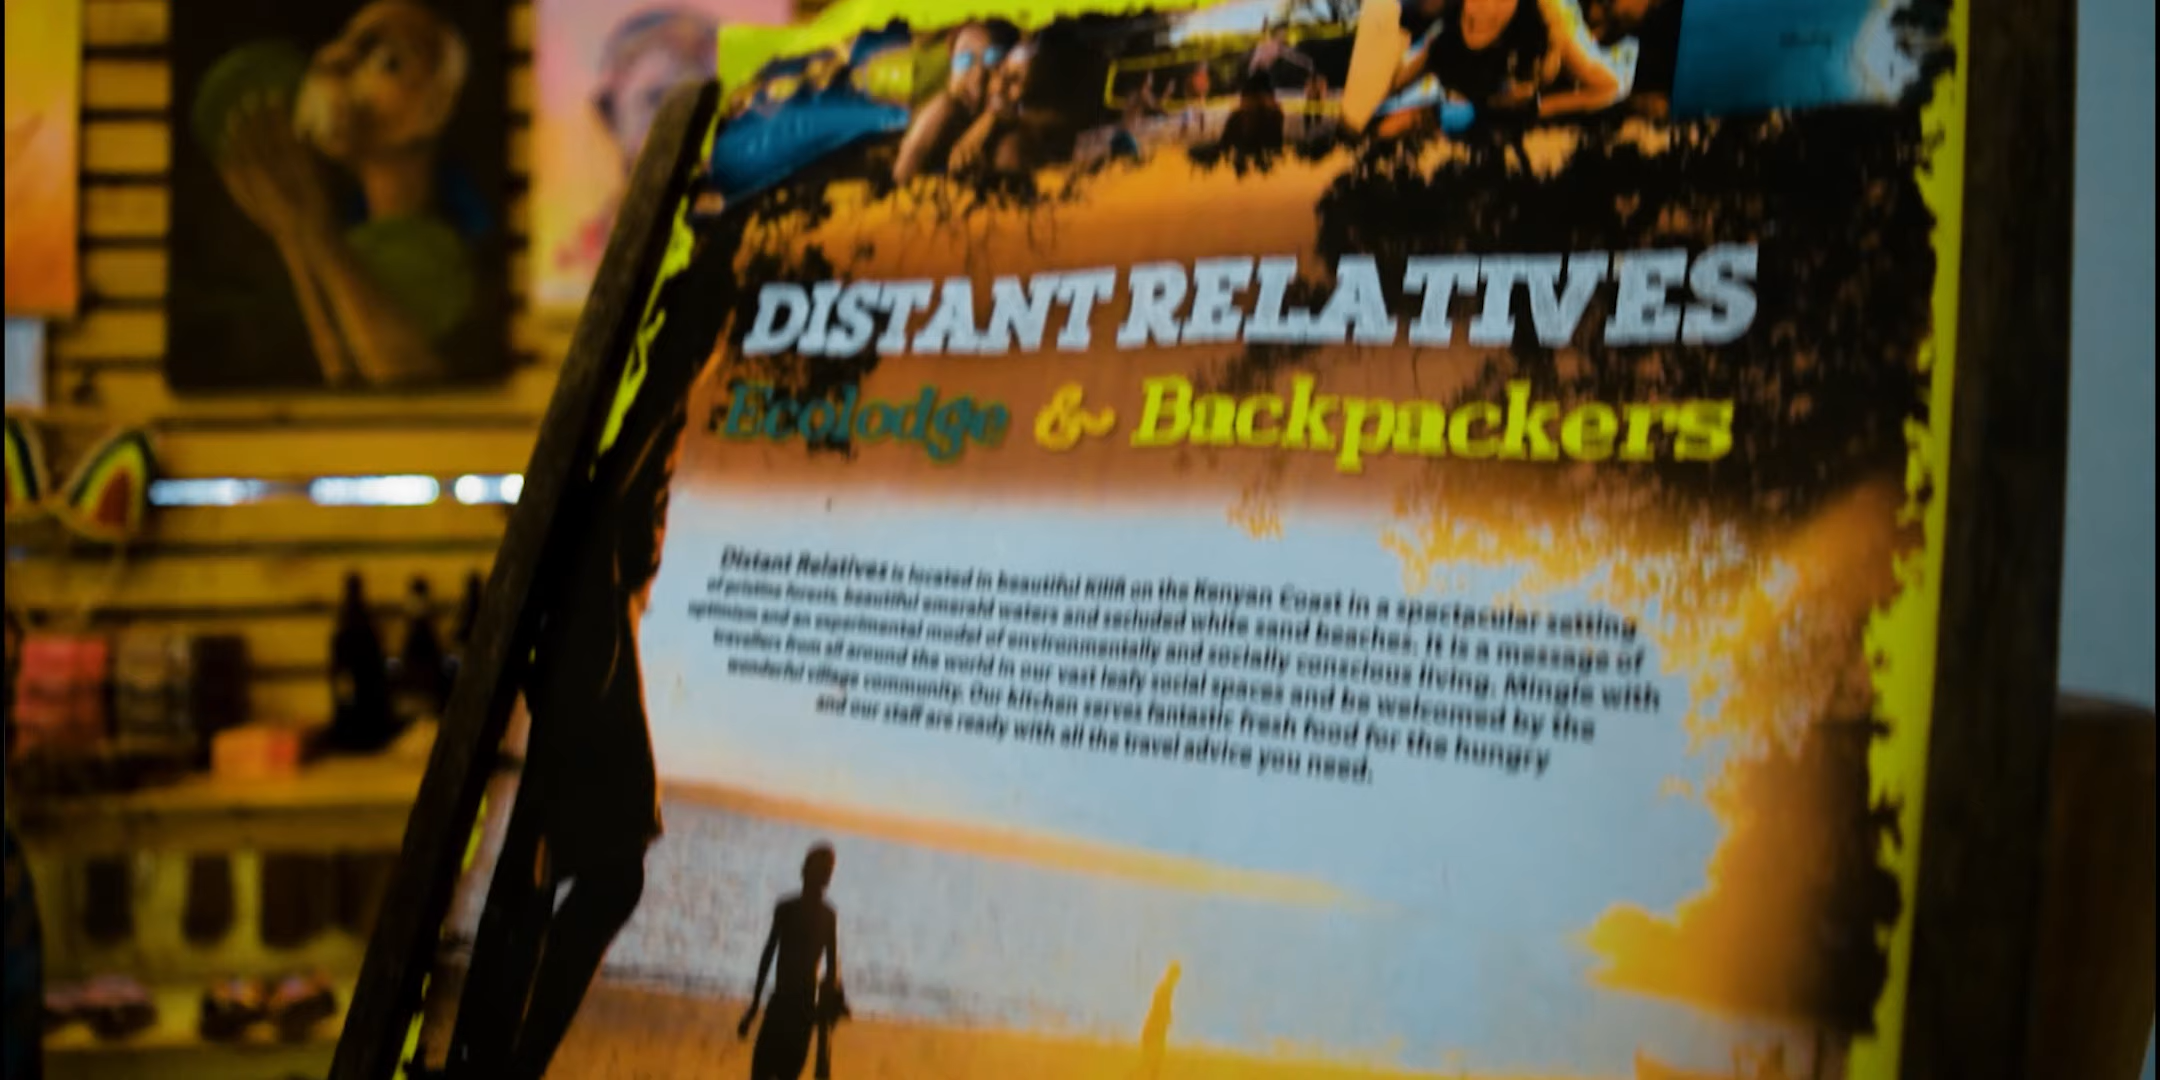 DISTANT RELATIVES
Ecolodge & Backpackers
Distant Relatives is located in beautiful Kilifi on the Kenyan Coast in a spectacular setting
of pristine forests, beautiful emerald waters and secluded white sand beaches. It is a message of
optimism and an experimental model of environmentally and socially conscious living. Mingle with
travellers from all around the world in our vast leafy social spaces and be welcomed by the
wonderful village community. Our kitchen serves fantastic fresh food for the hungry
and our staff are ready with all the travel advice you need.